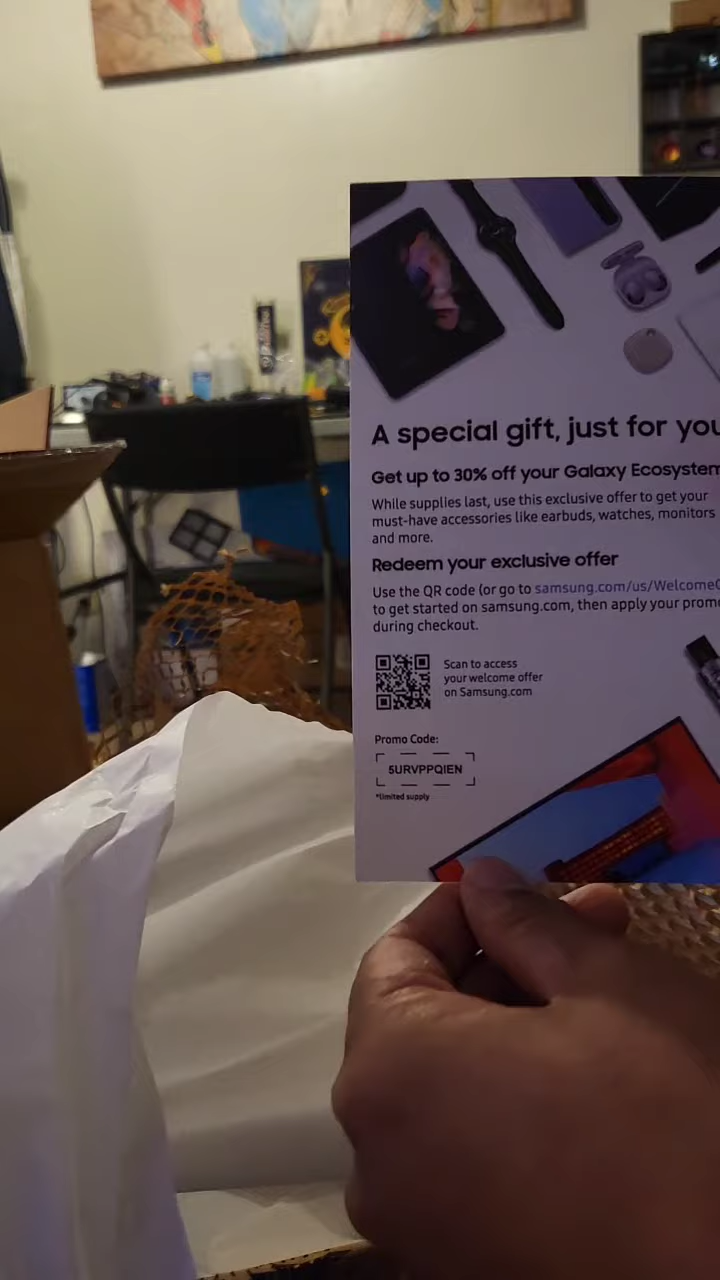 A special gift, just for you
Get up to 30% off your Galaxy Ecosystem
While supplies last, use this exclusive offer to get your
must-have accessories like earbuds, watches, monitors
and more.
Redeem your exclusive offer
Use the QR code (or go to samsung.com/us/WelcomeO
to get started on samsung.com, then apply your promo
during checkout.
Scan to access
your welcome offer
on Samsung.com
Promo Code:
5URVPPQIEN
*limited supply